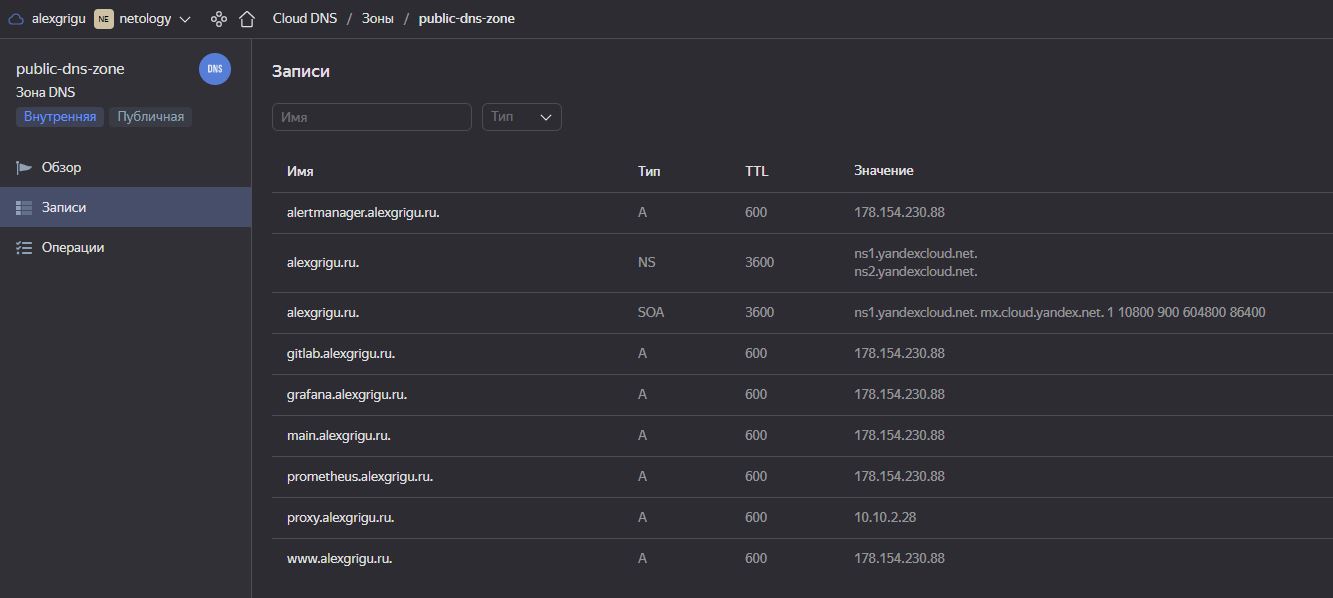 alexgrigu NE netology Cloud DNS / Зоны / public-dns-zone
public-dns-zone
DNS
Зона DNS
Внутренняя Публичная
Обзор
Записи
Операции
Записи
Имя Тип
Имя Тип TTL Значение
alertmanager.alexgrigu.ru. A 600 178.154.230.88
alexgrigu.ru. NS 3600 ns1.yandexcloud.net.
ns2.yandexcloud.net.
alexgrigu.ru. SOA 3600 ns1.yandexcloud.net. mx.cloud.yandex.net. 1 10800 900 604800 86400
gitlab.alexgrigu.ru. A 600 178.154.230.88
grafana.alexgrigu.ru. A 600 178.154.230.88
main.alexgrigu.ru. A 600 178.154.230.88
prometheus.alexgrigu.ru. A 600 178.154.230.88
proxy.alexgrigu.ru. A 600 10.10.2.28
www.alexgrigu.ru. A 600 178.154.230.88